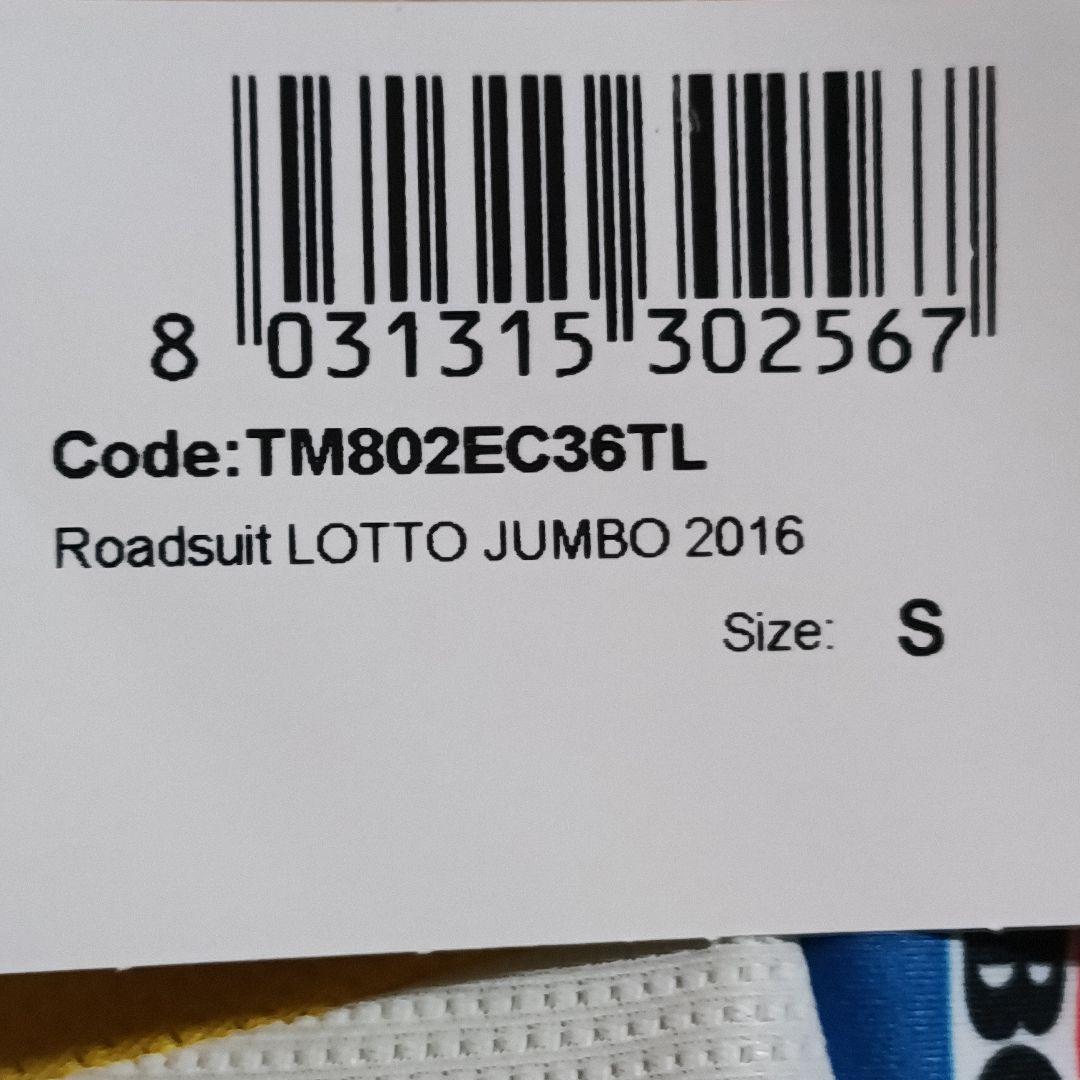 8 031315 302567
Code:TM802EC36TL
Roadsuit LOTTO JUMBO 2016
Size: S
B